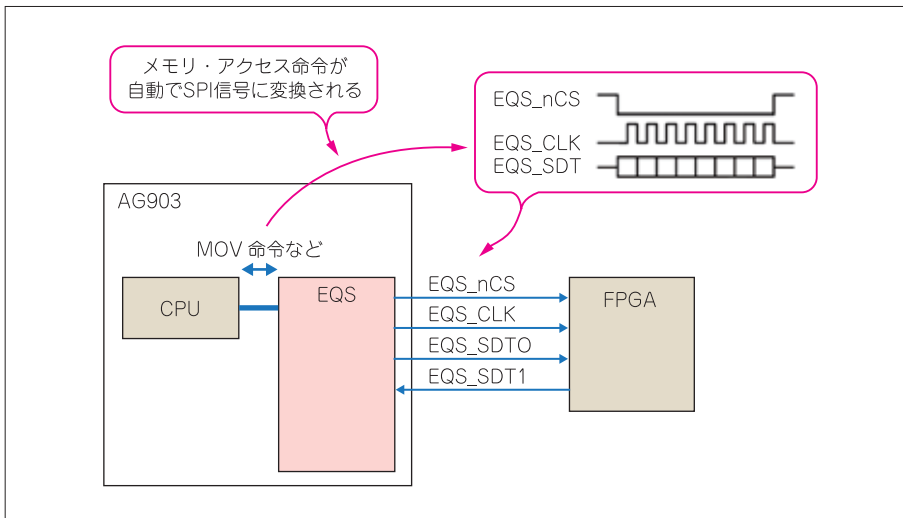 メモリ・アクセス命令が
自動でSPI信号に変換される
EQS_nCS
EQS_CLK
EQS_SDT
AG903
MOV 命令など
CPU
EQS
EQS_nCS
EQS_CLK
EQS_SDT0
EQS_SDT1
FPGA